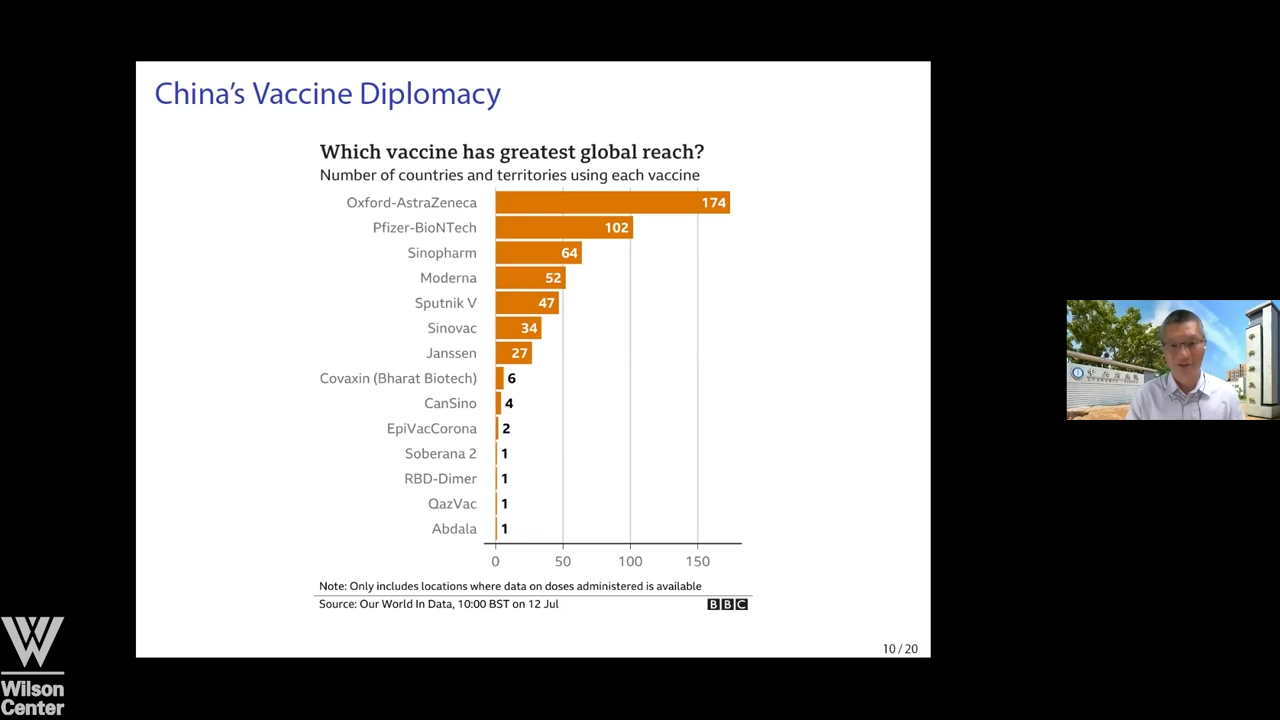 China's Vaccine Diplomacy
Which vaccine has greatest global reach?
Number of countries and territories using each vaccine
Oxford-AstraZeneca 174
Pfizer-BioNTech 102
Sinopharm 64
Moderna 52
Sputnik V 47
Sinovac 34
Janssen 27
Covaxin (Bharat Biotech) 6
CanSino 4
EpiVacCorona 2
Soberana 2 1
RBD-Dimer 1
QazVac 1
Abdala 1
0 50 100 150
Note: Only includes locations where data on doses administered is available
Source: Our World In Data, 10:00 BST on 12 Jul
BBC
10 / 20
Wilson
Center